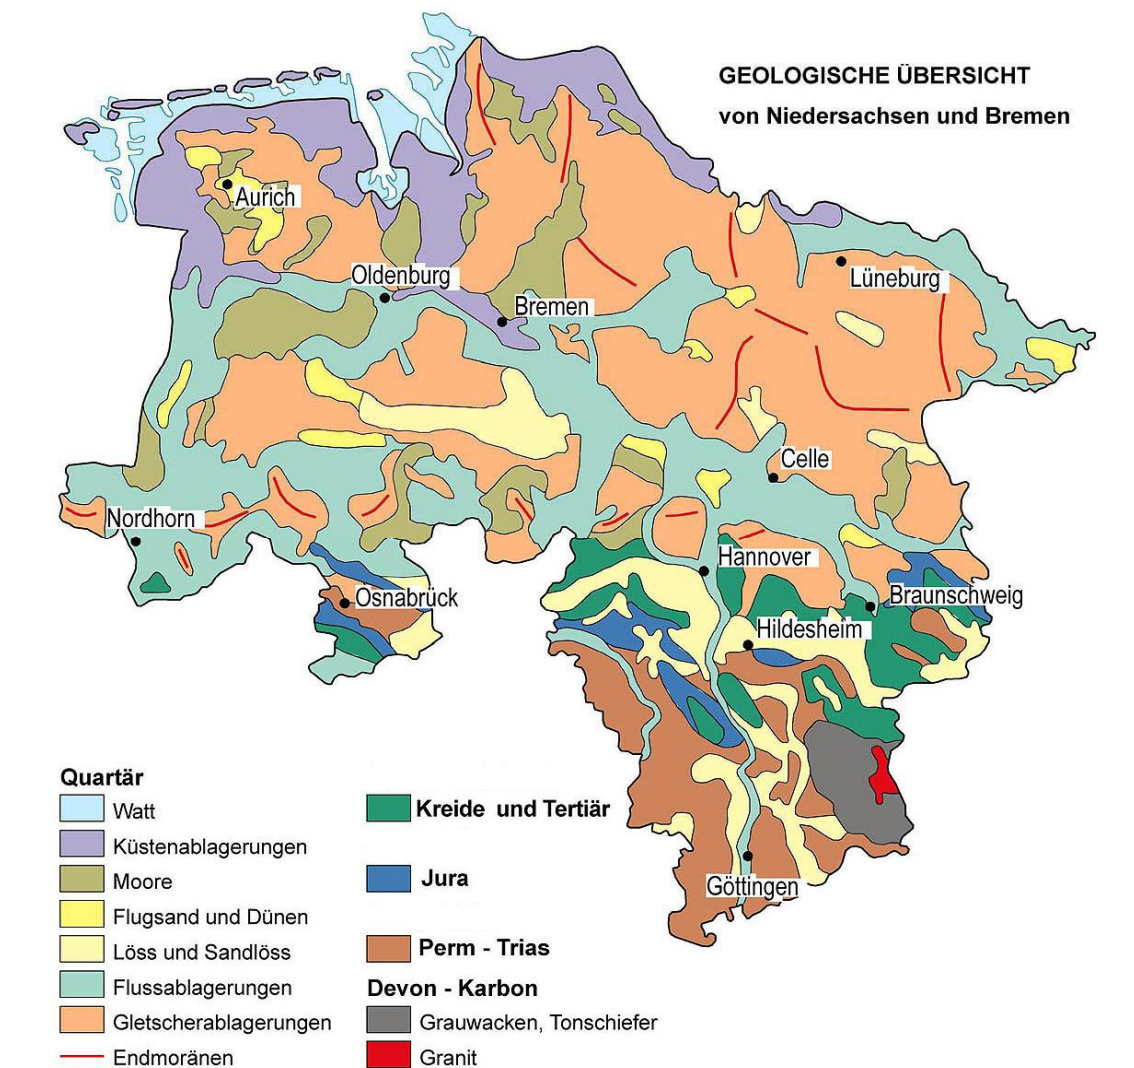 GEOLOGISCHE ÜBERSICHT
von Niedersachsen und Bremen
Aurich
Oldenburg
Bremen
Lüneburg
Celle
Nordhorn
Hannover
Osnabrück
Braunschweig
Hildesheim
Göttingen
Quartär
Watt
Küstenablagerungen
Moore
Flugsand und Dünen
Löss und Sandlöss
Flussablagerungen
Gletscherablagerungen
Endmoränen
Kreide und Tertiär
Jura
Perm - Trias
Devon - Karbon
Grauwacken, Tonschiefer
Granit